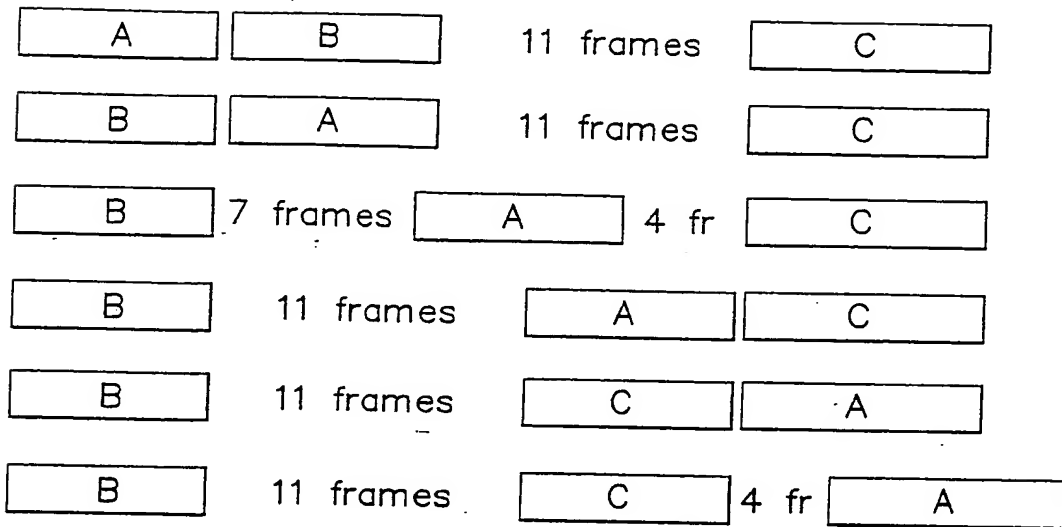 A B 11 frames C
B A 11 frames C
B 7 frames A 4 fr C
B 11 frames A C
B 11 frames C A
B 11 frames C 4 fr A